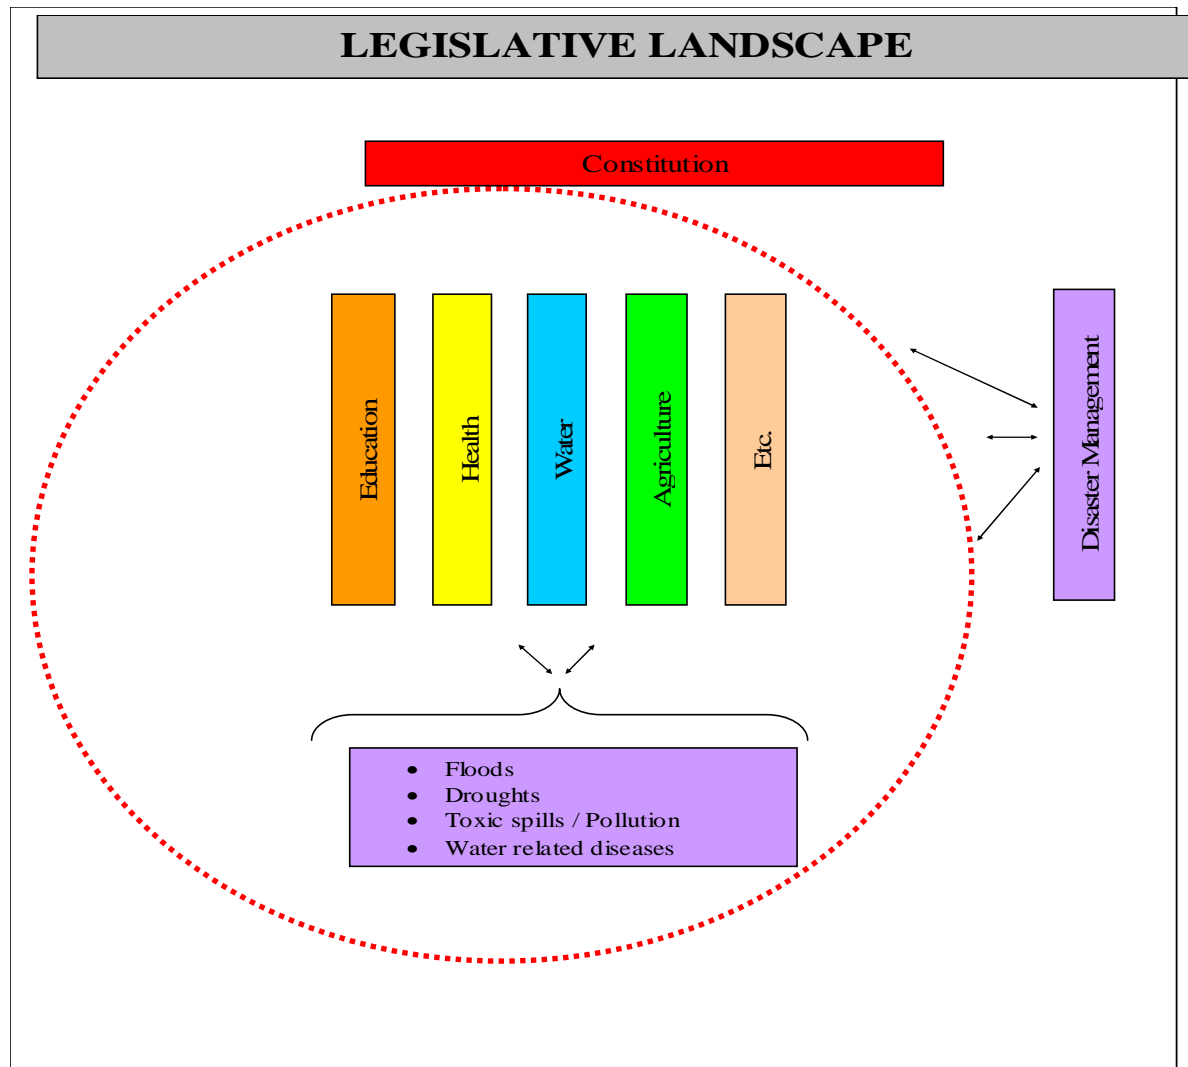 LEGISLATIVE LANDSCAPE
Constitution
Education
Health
Water
Agriculture
Etc.
Disaster Management
• Floods
• Droughts
• Toxic spills / Pollution
• Water related diseases